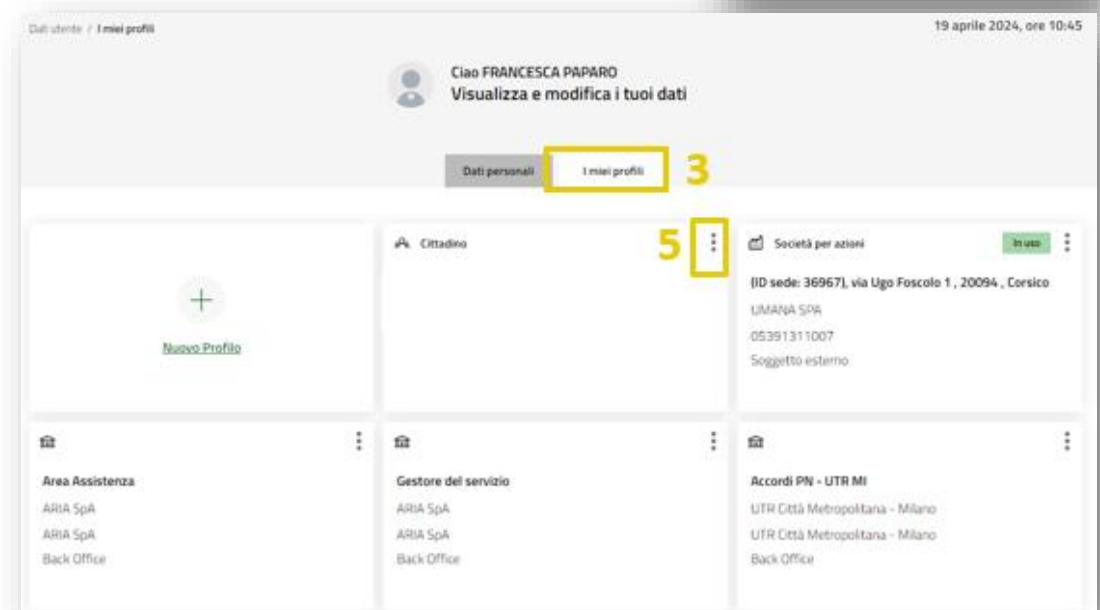 Dati utente / I miei profili
19 aprile 2024, ore 10:45
Ciao FRANCESCA PAPARO
Visualizza e modifica i tuoi dati
Dati personali
I miei profili
3
Nuovo Profilo
Cittadino
5
Società per azioni
In uso
(ID sede: 36967), via Ugo Foscolo 1 , 20094 , Corsico
UMANA SPA
05391311007
Soggetto esterno
Area Assistenza
ARIA SpA
ARIA SpA
Back Office
Gestore del servizio
ARIA SpA
ARIA SpA
Back Office
Accordi PN - UTR MI
UTR Città Metropolitana - Milano
UTR Città Metropolitana - Milano
Back Office